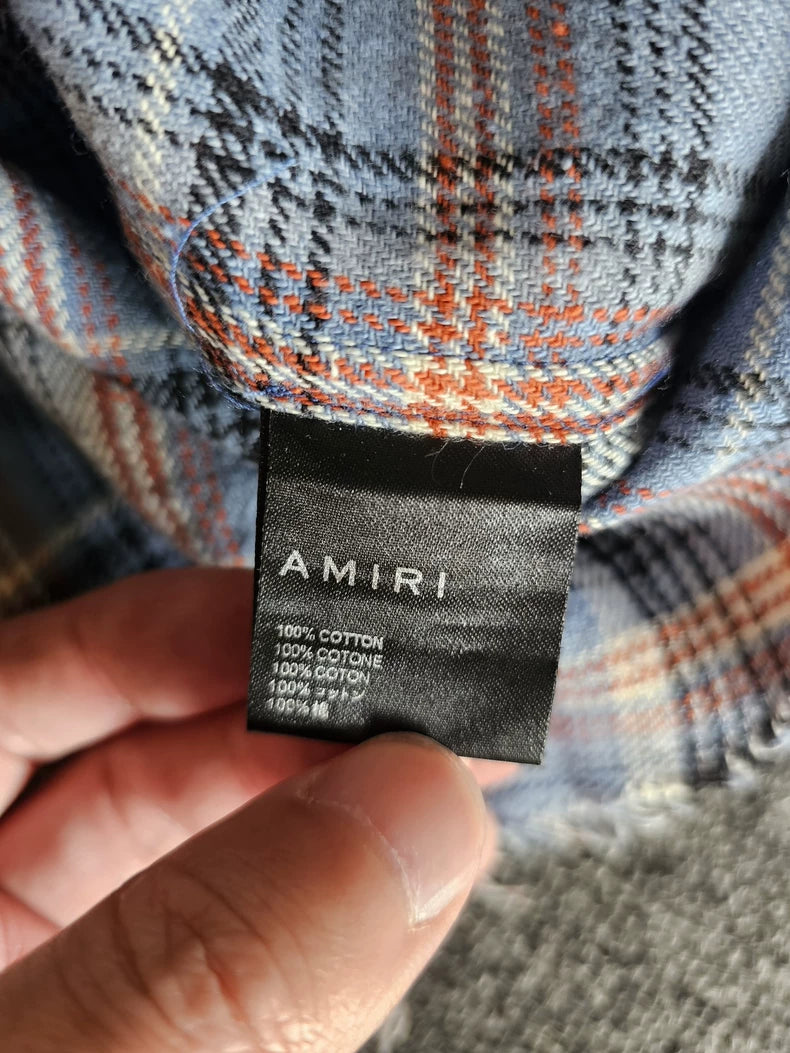 AMIRI
100% COTTON
100% COTONE
100% COTON
100% コットン
100% 棉